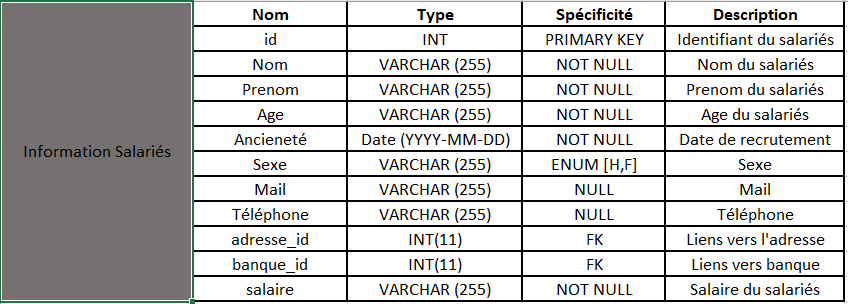 Nom Type Spécificité Description
id INT PRIMARY KEY Identifiant du salariés
Nom VARCHAR (255) NOT NULL Nom du salariés
Prenom VARCHAR (255) NOT NULL Prenom du salariés
Age VARCHAR (255) NOT NULL Age du salariés
Ancieneté Date (YYYY-MM-DD) NOT NULL Date de recrutement
Information Salariés
Sexe VARCHAR (255) ENUM [H,F] Sexe
Mail VARCHAR (255) NULL Mail
Téléphone VARCHAR (255) NULL Téléphone
adresse_id INT(11) FK Liens vers l'adresse
banque_id INT(11) FK Liens vers banque
salaire VARCHAR (255) NOT NULL Salaire du salariés